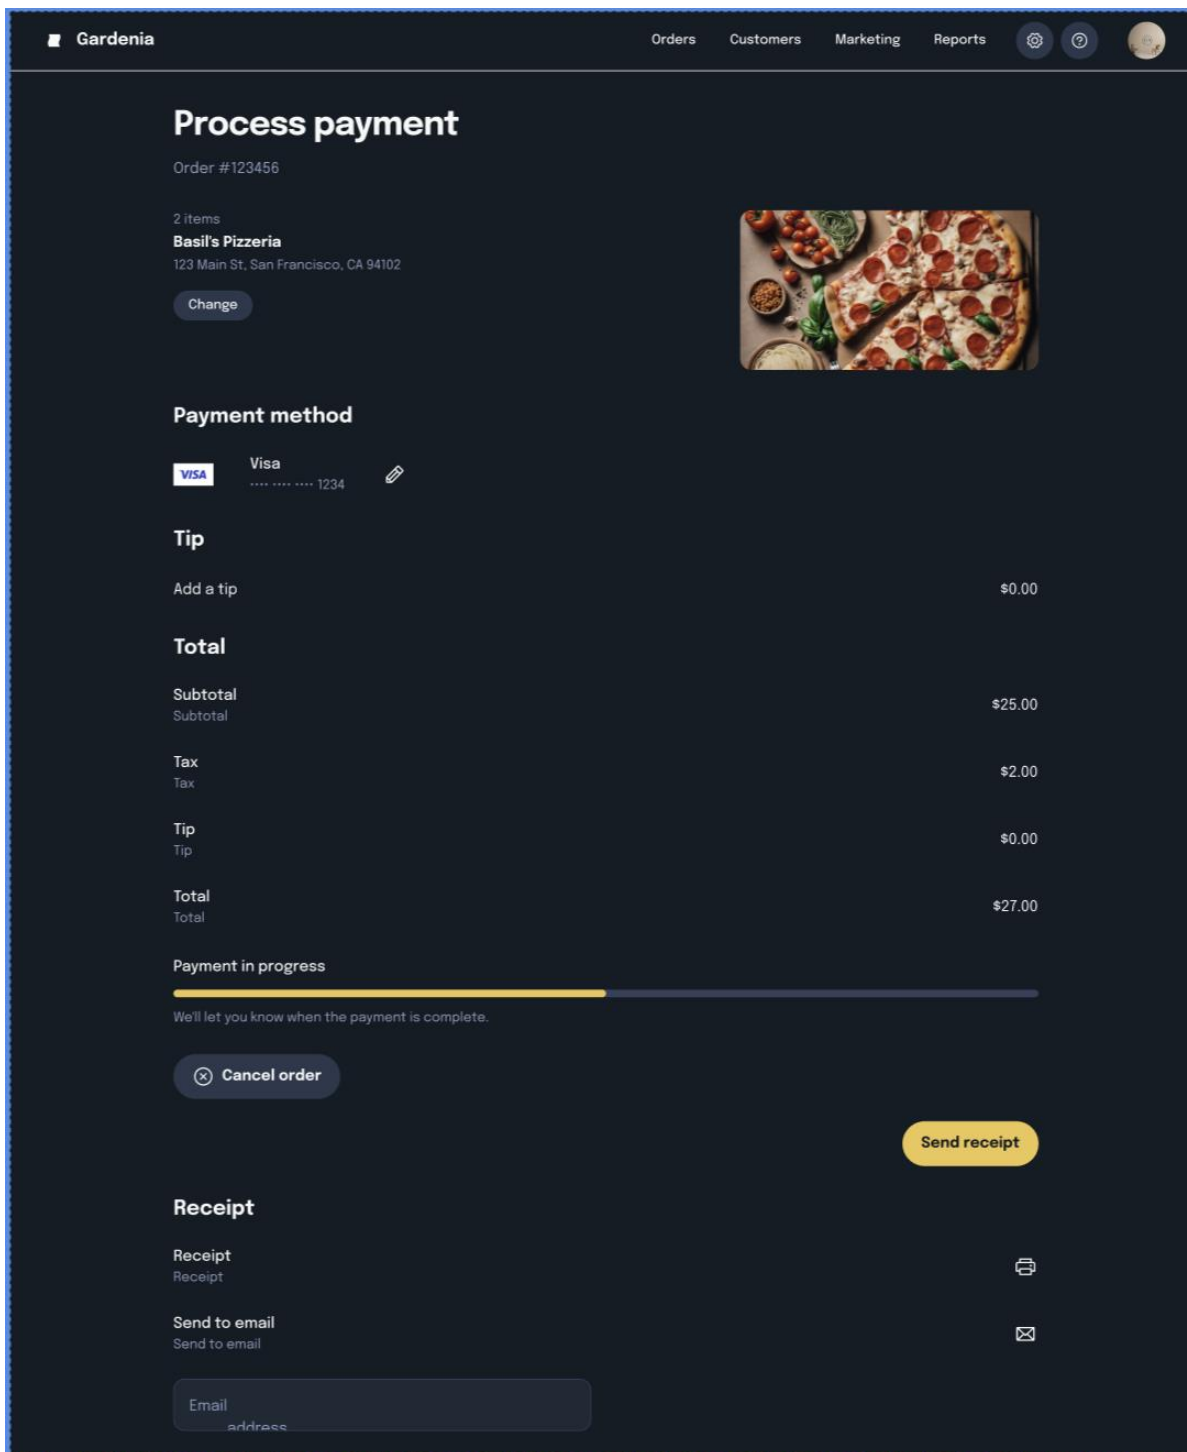 Gardenia
Orders Customers Marketing Reports
Process payment
Order #123456
2 items
Basil's Pizzeria
123 Main St, San Francisco, CA 94102
Change
Payment method
VISA
Visa
···· ···· ···· 1234
Tip
Add a tip $0.00
Total
Subtotal
Subtotal
$25.00
Tax
Tax
$2.00
Tip
Tip
$0.00
Total
Total
$27.00
Payment in progress
We'll let you know when the payment is complete.
Cancel order
Send receipt
Receipt
Receipt
Receipt
Send to email
Send to email
Email
address